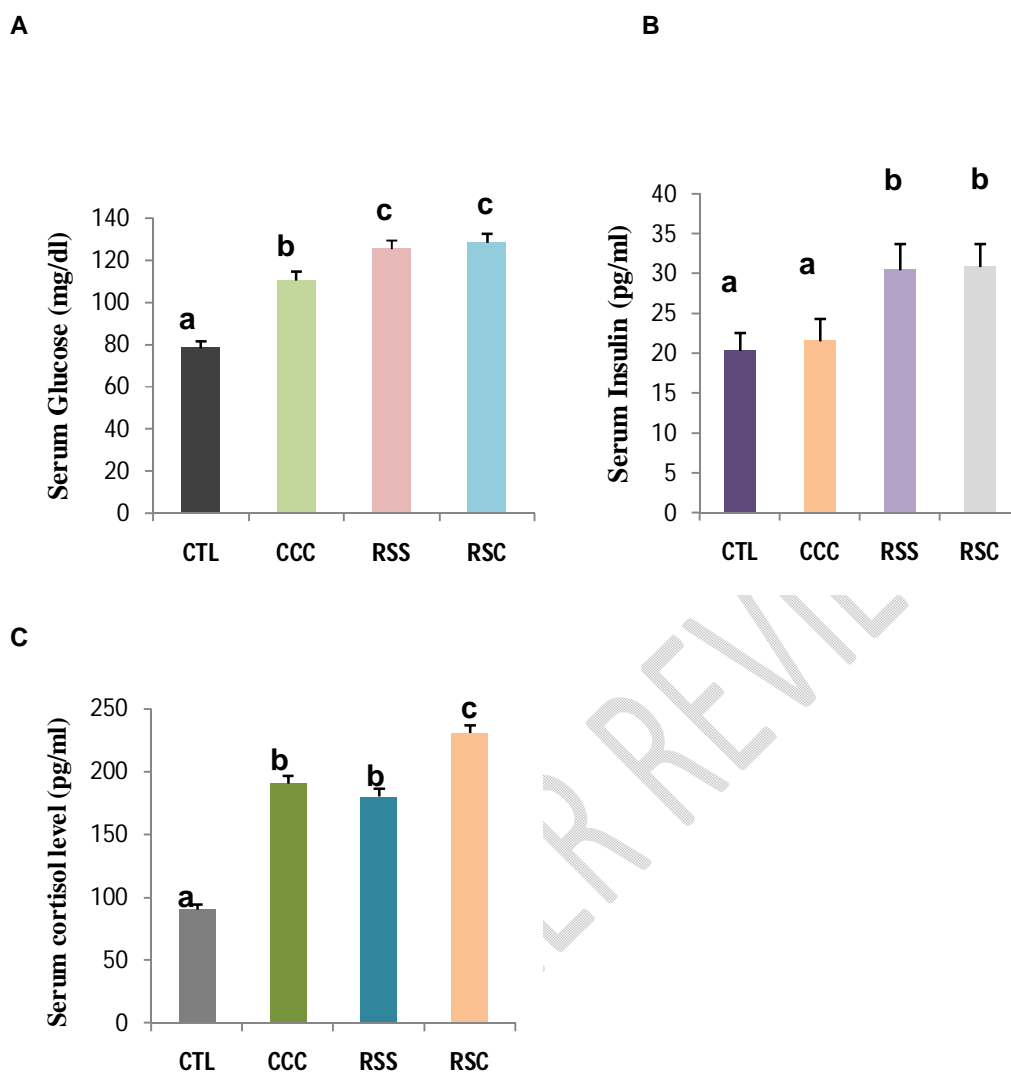 A
B
Serum Glucose (mg/dl)
140
120
100
80
60
40
20
0
a
b
c
c
CTL CCC RSS RSC
Serum Insulin (pg/ml)
40
35
30
25
20
15
10
5
0
a
a
b
b
CTL CCC RSS RSC
C
Serum cortisol level (pg/ml)
250
200
150
100
50
0
a
b
b
c
CTL CCC RSS RSC